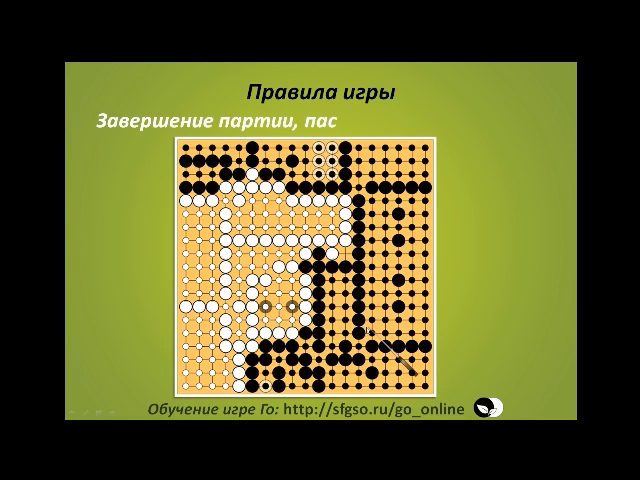 Правила игры
Завершение партии, пас
Обучение игре Го: http://sfgso.ru/go_online